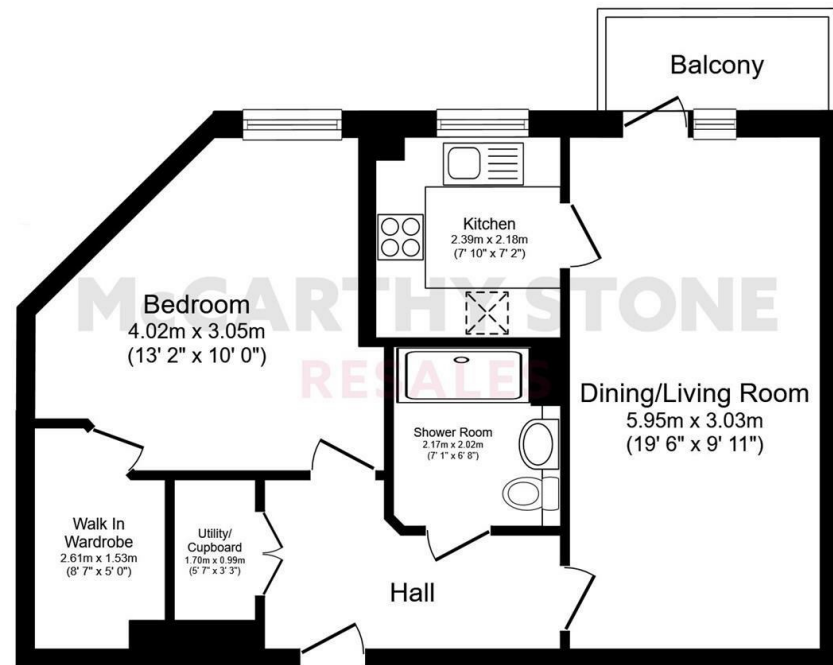 Balcony
Kitchen
2.39m x 2.18m
(7' 10" x 7' 2")
McCARTHY STONE
RESALES
Bedroom
4.02m x 3.05m
(13' 2" x 10' 0")
Dining/Living Room
5.95m x 3.03m
(19' 6" x 9' 11")
Shower Room
2.17m x 2.02m
(7' 1" x 6' 8")
Walk In
Wardrobe
2.61m x 1.53m
(8' 7" x 5' 0")
Utility/
Cupboard
1.70m x 0.99m
(5' 7" x 3' 3")
Hall